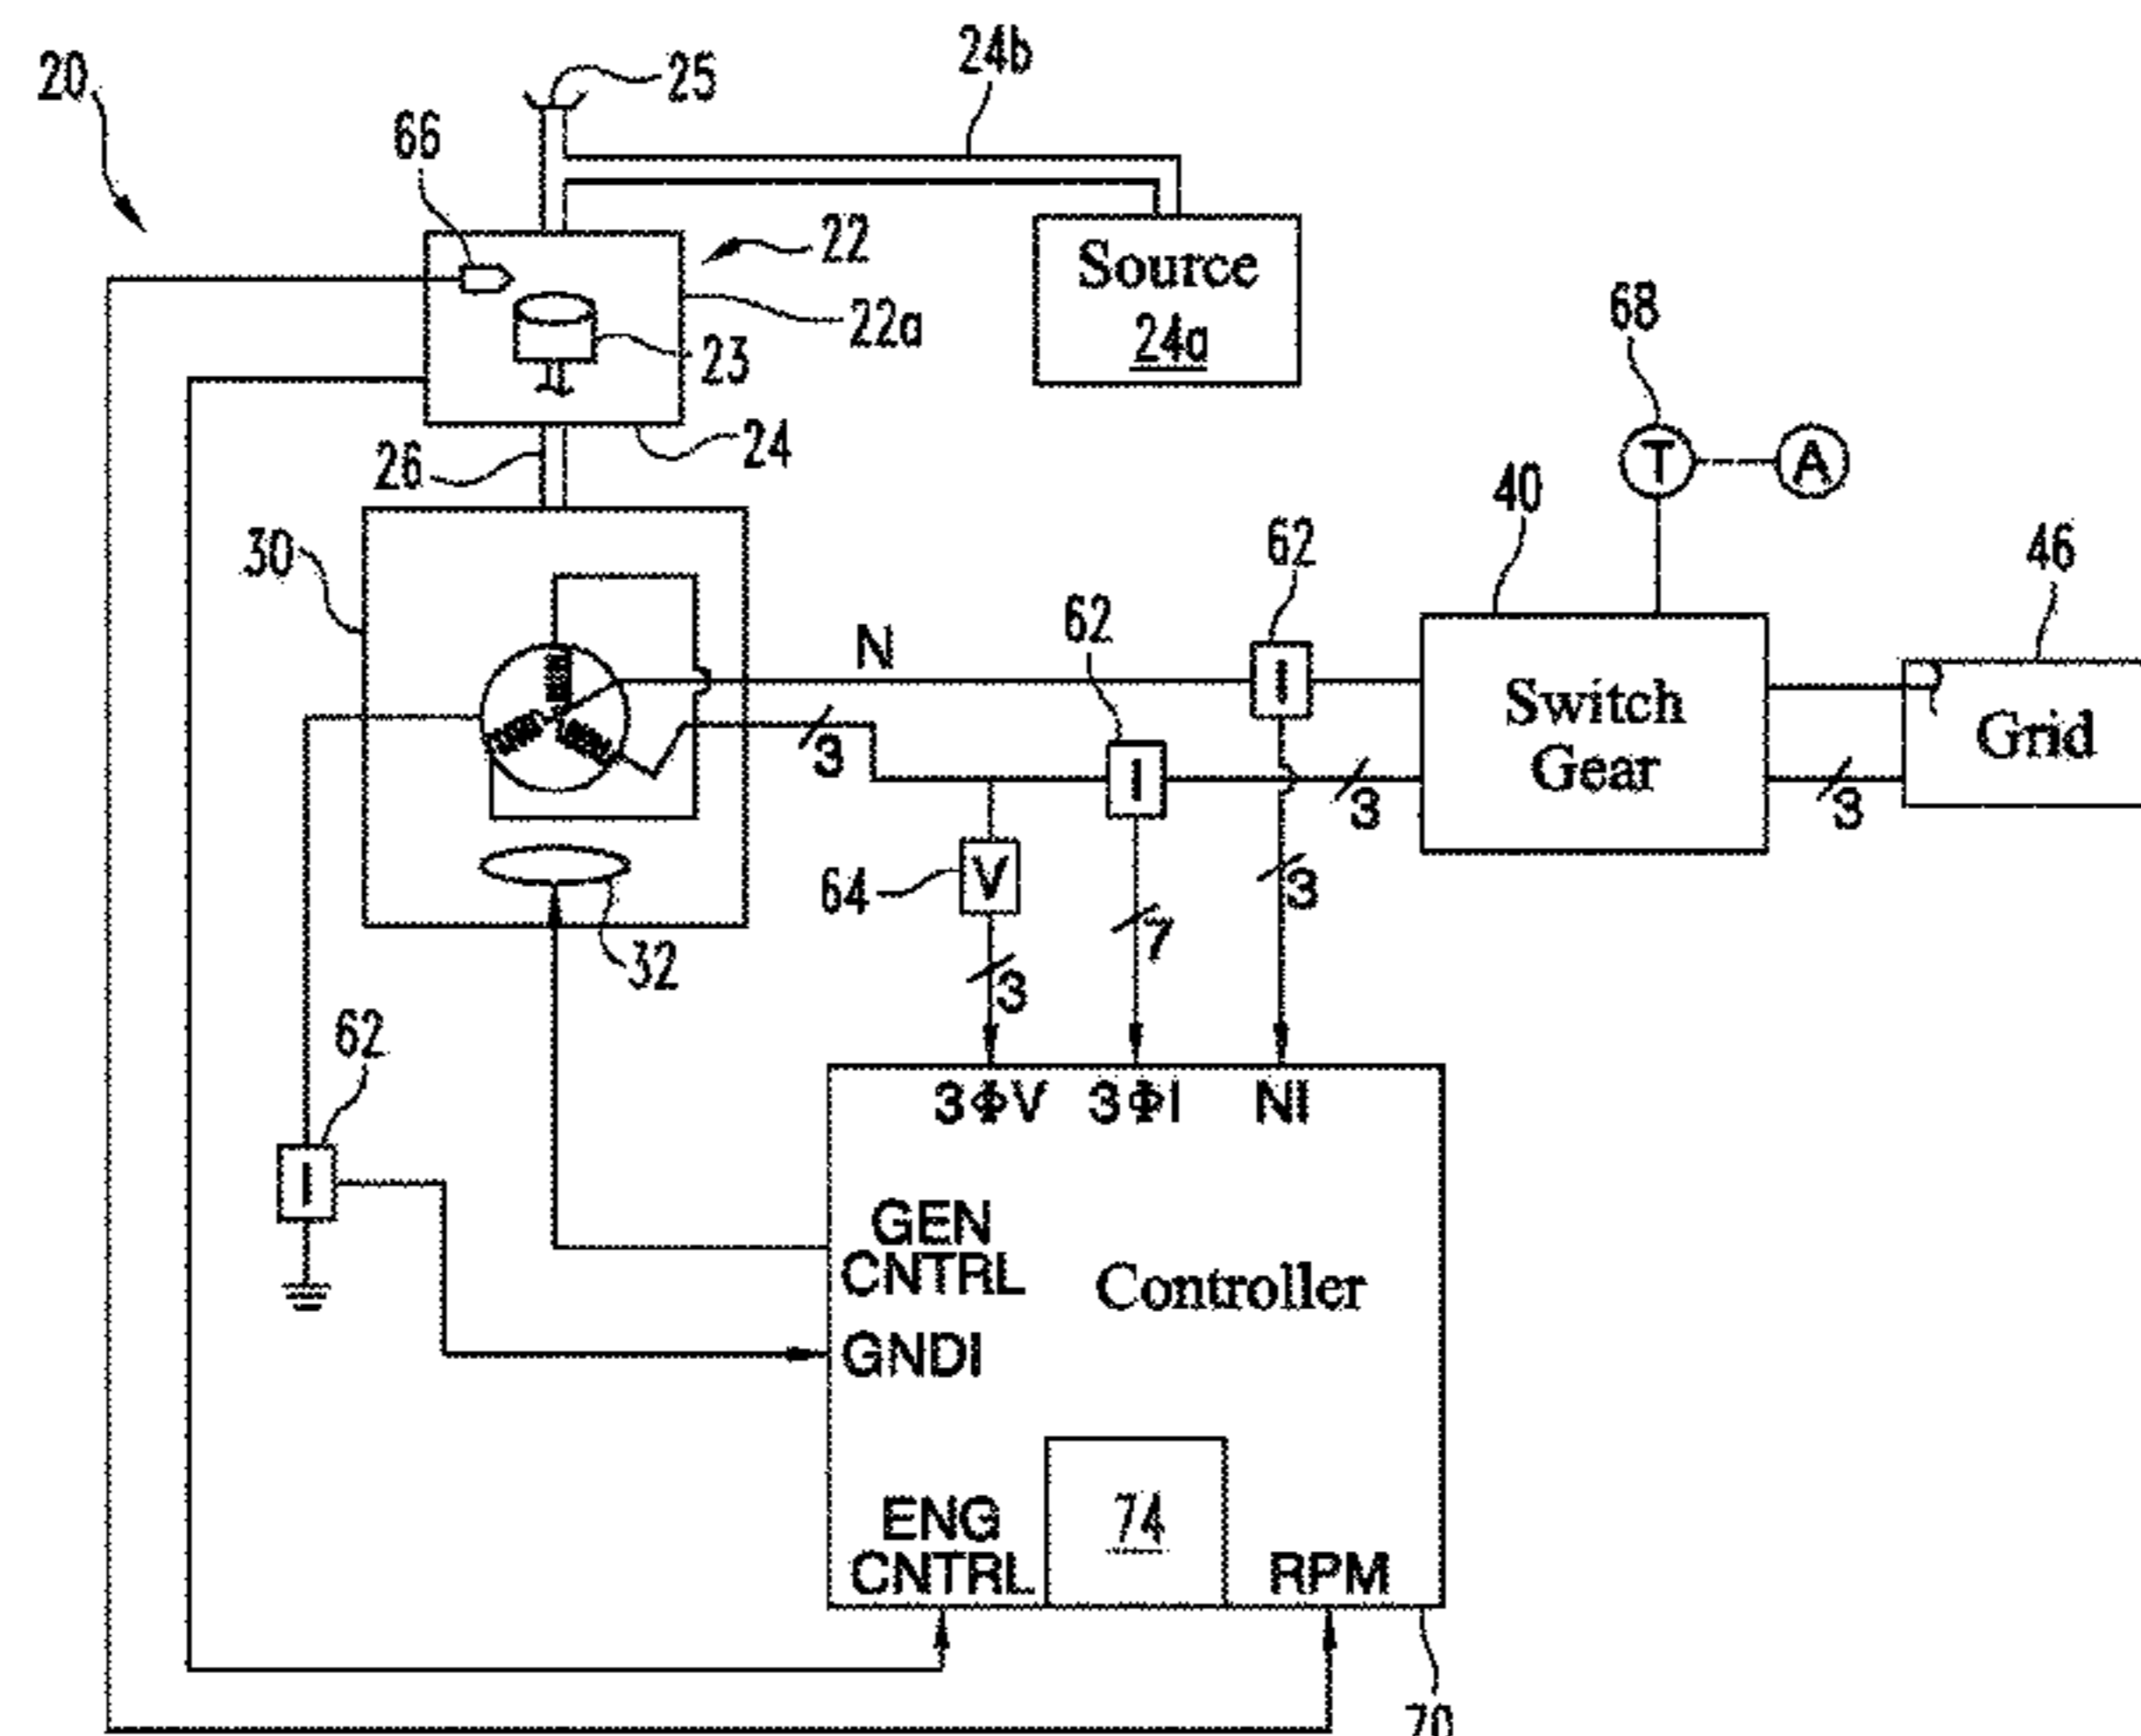 20
25
24b
66
22
Source
24a
22a
23
68
T
A
24
26
40
46
30
62
62
N
I
Switch
Gear
Grid
3
I
3
3
64
V
3
7
3
32
62
3ΦV 3ΦI NI
I
GEN
CNTRL
Controller
GNDI
74
ENG
CNTRL
RPM
70